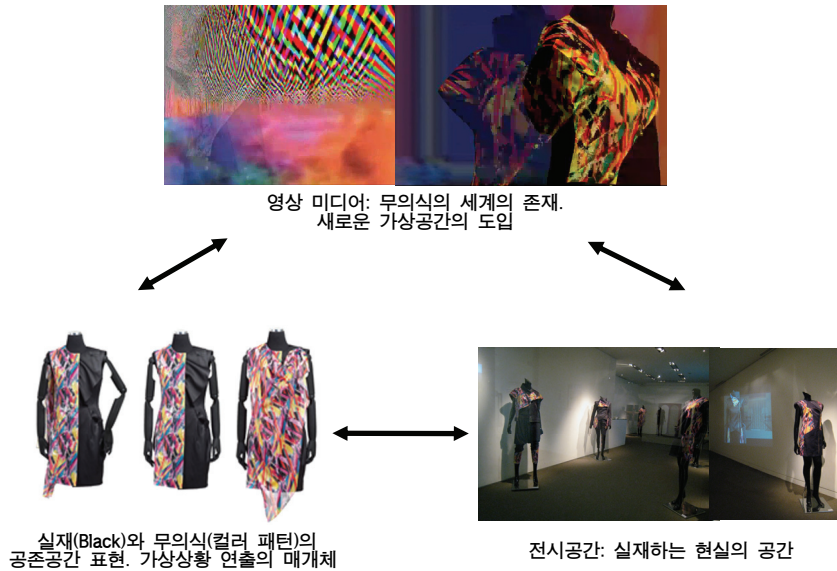 영상 미디어: 무의식의 세계의 존재.
새로운 가상공간의 도입
실재(Black)와 무의식(컬러 패턴)의
공존공간 표현. 가상상황 연출의 매개체
전시공간: 실재하는 현실의 공간